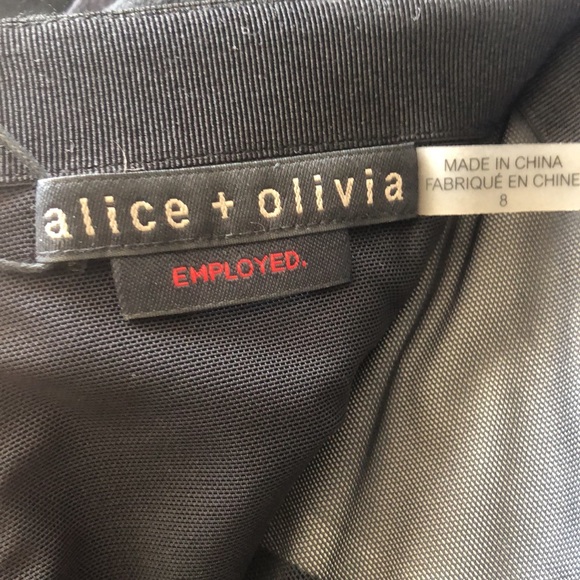 alice + olivia
EMPLOYED.
MADE IN CHINA
FABRIQUÉ EN CHINE
8